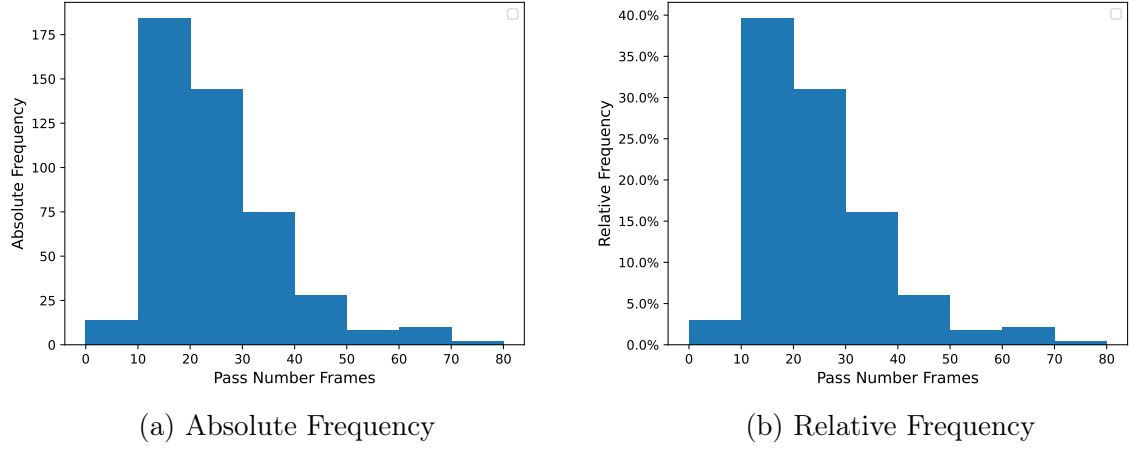 175
150
125
100
75
50
25
0
Absolute Frequency
0 10 20 30 40 50 60 70 80
Pass Number Frames
(a) Absolute Frequency
40.0%
35.0%
30.0%
25.0%
20.0%
15.0%
10.0%
5.0%
0.0%
Relative Frequency
0 10 20 30 40 50 60 70 80
Pass Number Frames
(b) Relative Frequency